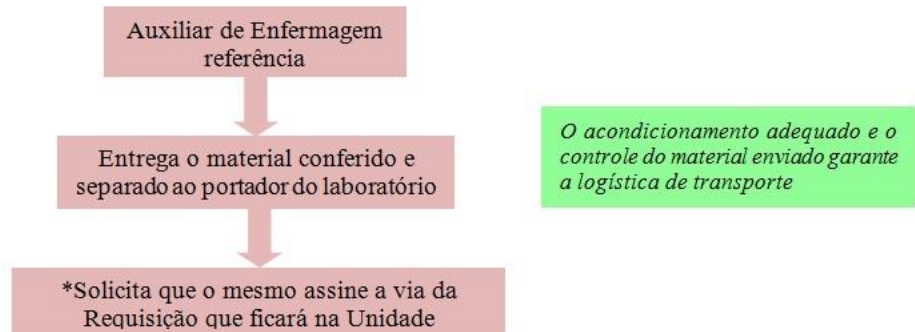 Auxiliar de Enfermagem
referência
Entrega o material conferido e
separado ao portador do laboratório
O acondicionamento adequado e o
controle do material enviado garante
a logística de transporte
*Solicita que o mesmo assine a via da
Requisição que ficará na Unidade